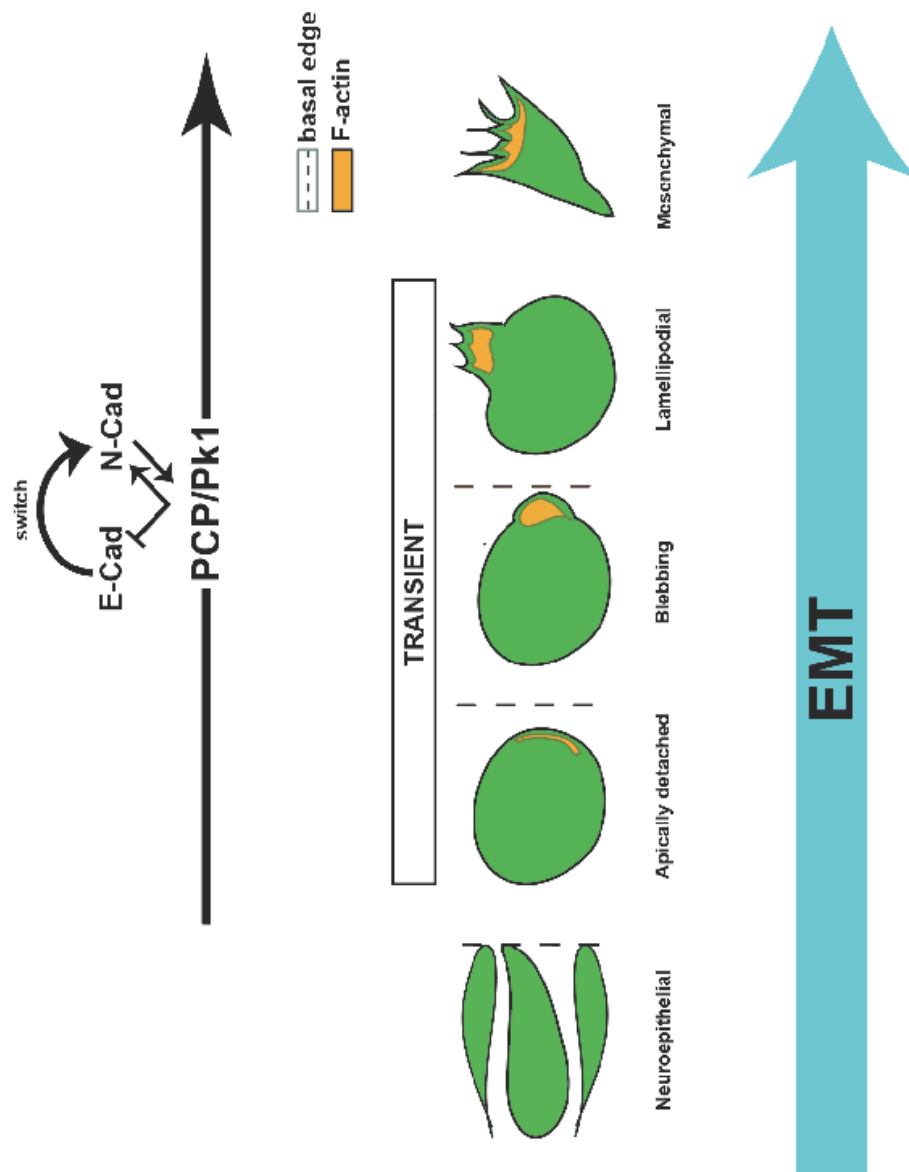 switch
E-Cad N-Cad
PCP/Pk1
basal edge
F-actin
TRANSIENT
Neuroepithelial
Apically detached
Blebbing
Lamellipodial
Mesenchymal
EMT